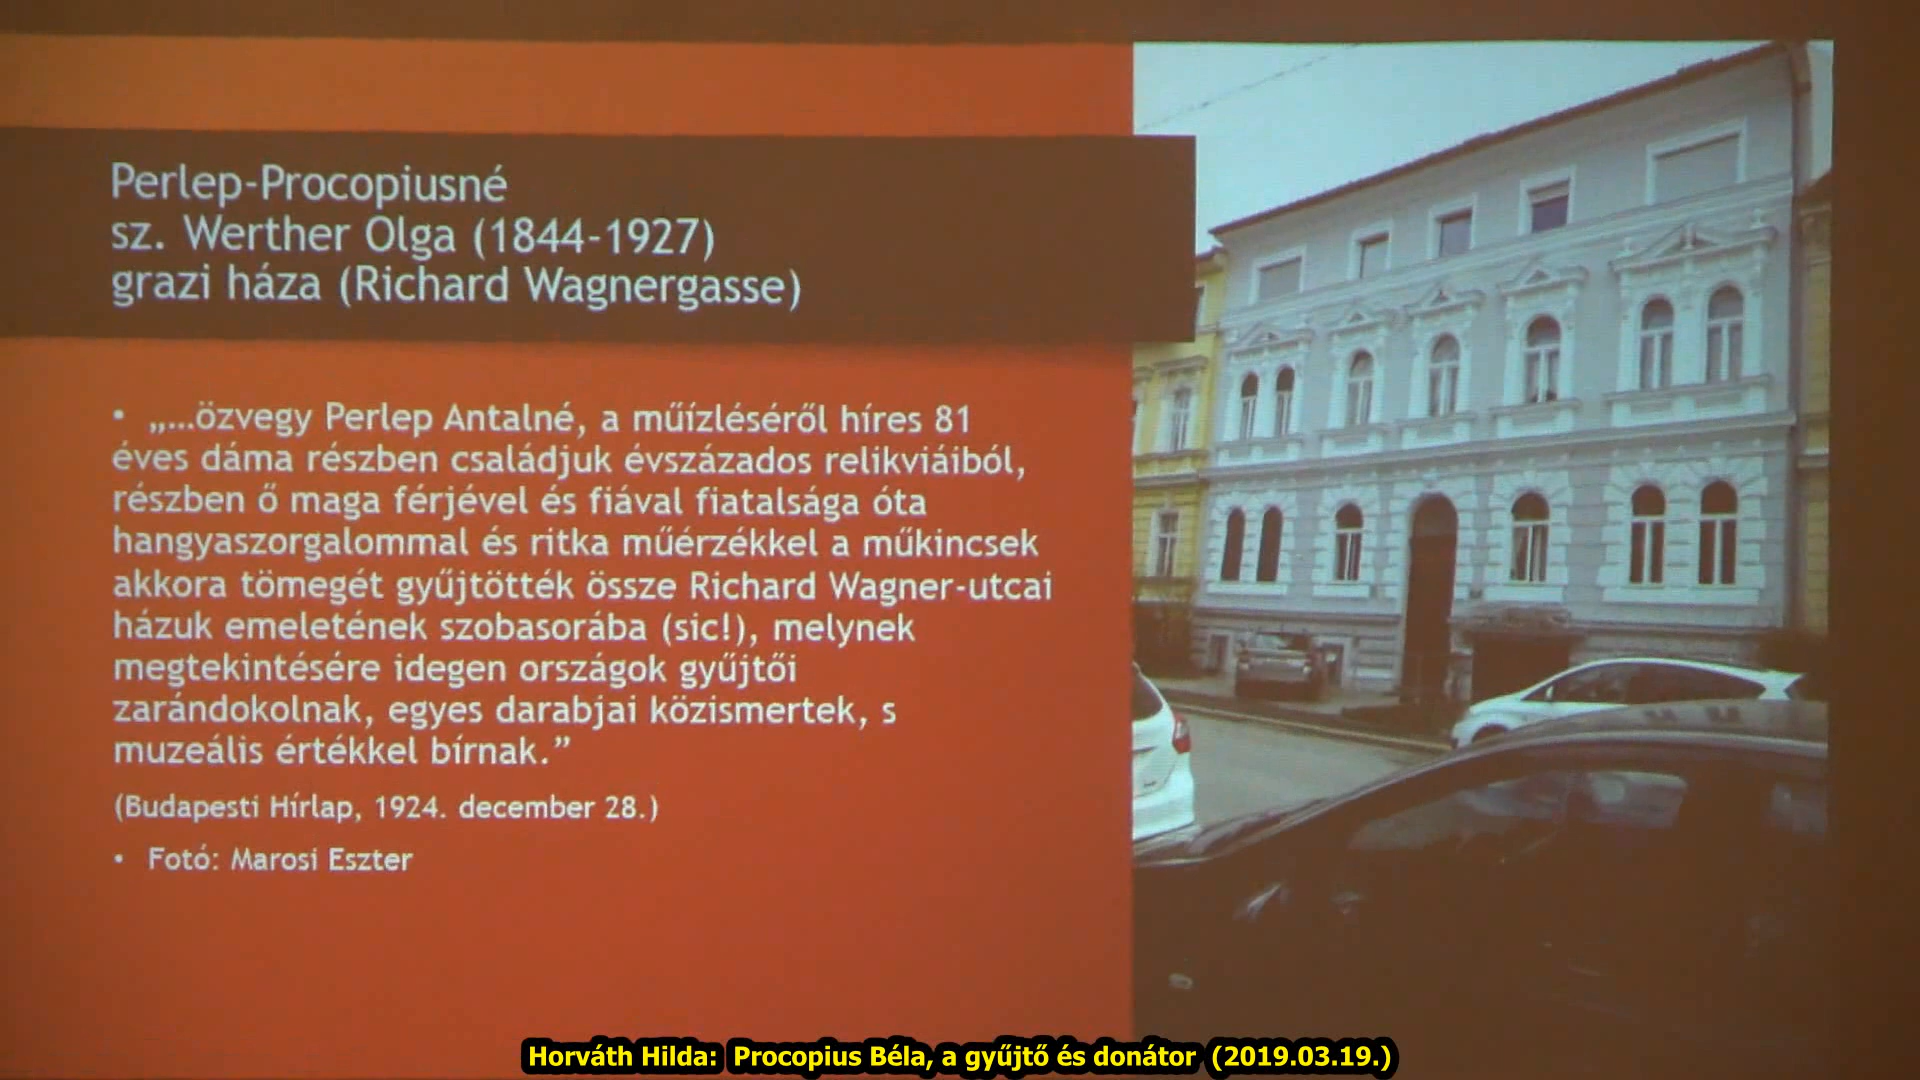 Perlep-Procopiusné
sz. Werther Olga (1844-1927)
grazi háza (Richard Wagnergasse)
• „...özvegy Perlep Antalné, a műízléséről híres 81
éves dáma részben családjuk évszázados relikviáiból,
részben ő maga férjével és fiával fiatalsága óta
hangyaszorgalommal és ritka műérzékkel a műkincsek
akkora tömegét gyűjtötték össze Richard Wagner-utcai
házuk emeletének szobasorába (sic!), melynek
megtekintésére idegen országok gyűjtői
zarándokolnak, egyes darabjai közismertek, s
muzeális értékkel bírnak.”
(Budapesti Hírlap, 1924. december 28.)
• Fotó: Marosi Eszter
Horváth Hilda: Procopius Béla, a gyűjtő és donátor (2019.03.19.)